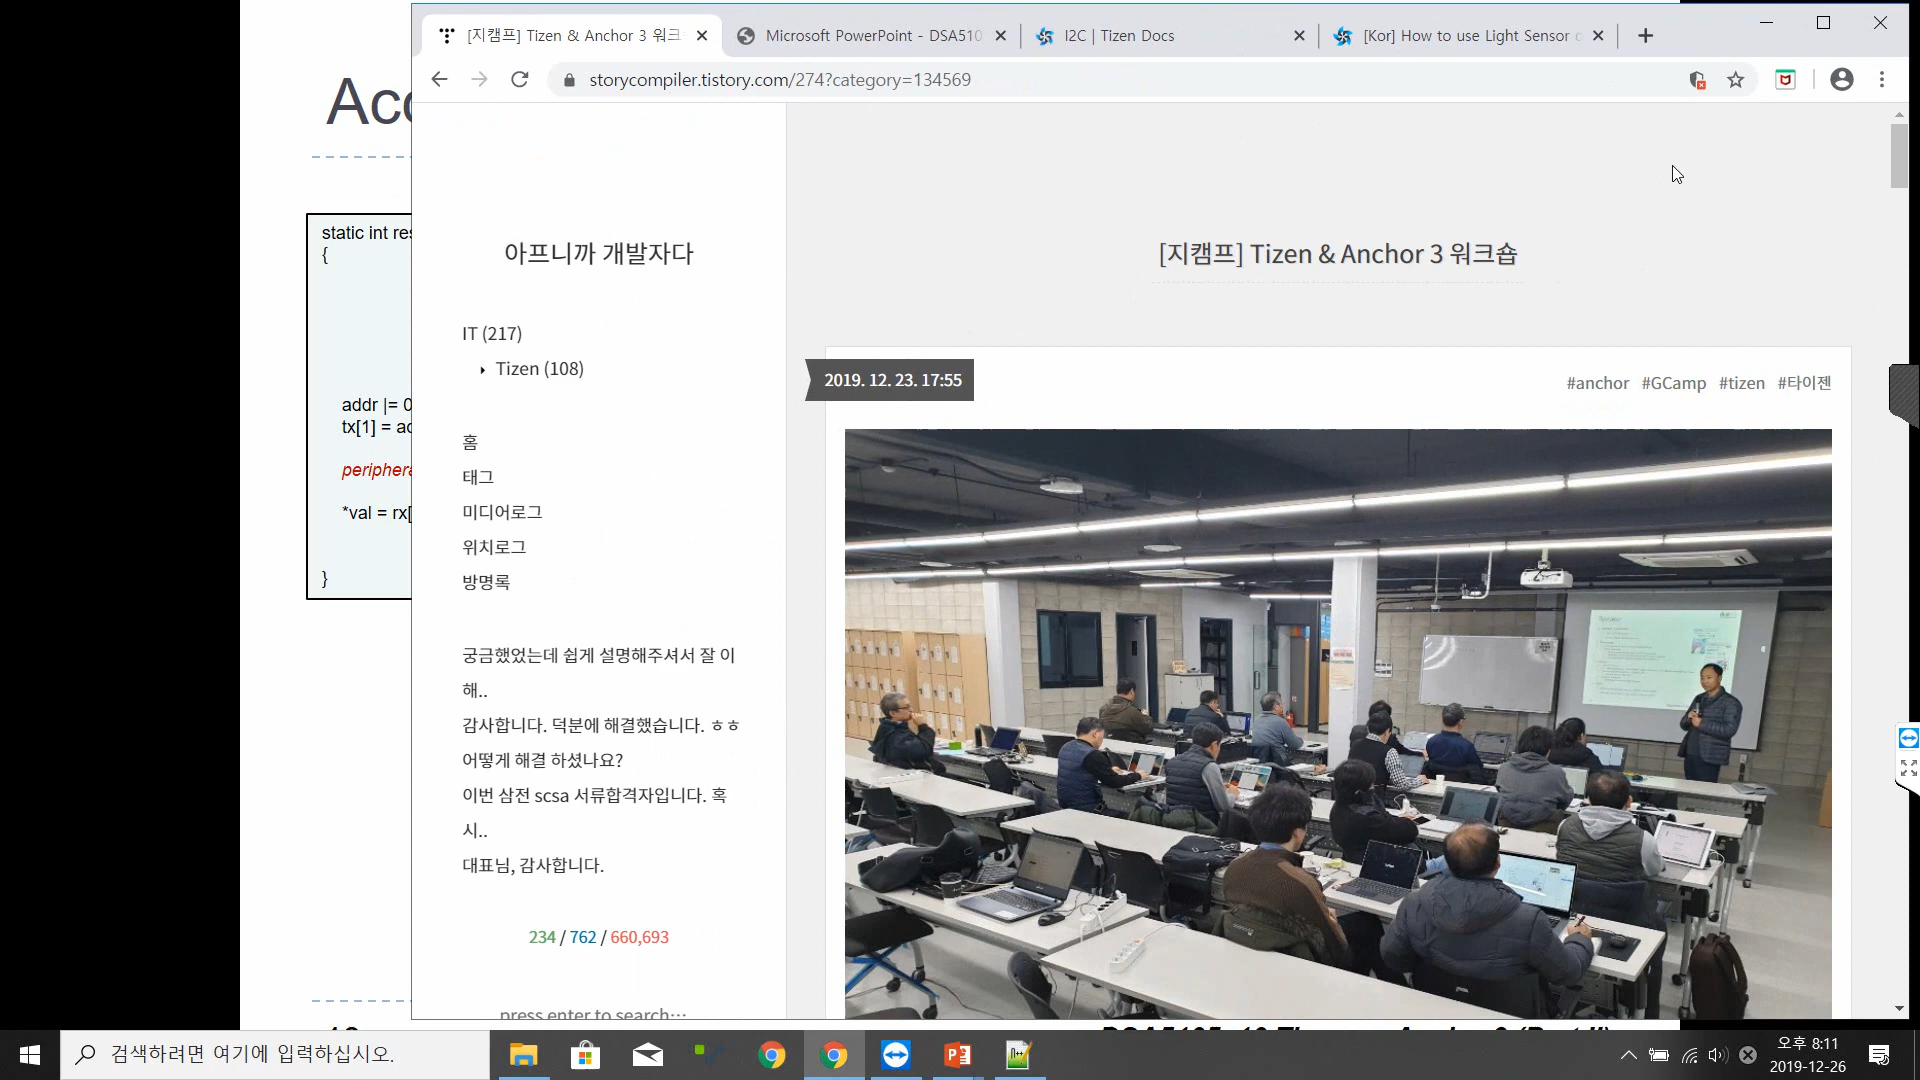 [지캠프] Tizen & Anchor 3 워크
Microsoft PowerPoint - DSA510
I2C | Tizen Docs
[Kor] How to use Light Sensor
storycompiler.tistory.com/274?category=134569
static int res
{
addr |= 0
tx[1] =
*val = rx[
}
아프니까 개발자다
IT (217)
Tizen (108)
홈
태그
미디어로그
위치로그
방명록
궁금했었는데 쉽게 설명해주셔서 잘 이
해..
감사합니다. 덕분에 해결했습니다. ㅎㅎ
어떻게 해결 하셨나요?
이번 삼전 scsa 서류합격자입니다. 혹
시..
대표님, 감사합니다.
234 / 762 / 660,693
press enter to search…
[지캠프] Tizen & Anchor 3 워크숍
2019. 12. 23. 17:55
#anchor #GCamp #tizen #타이젠
검색하려면 여기에 입력하십시오.
오후 8:11
2019-12-26